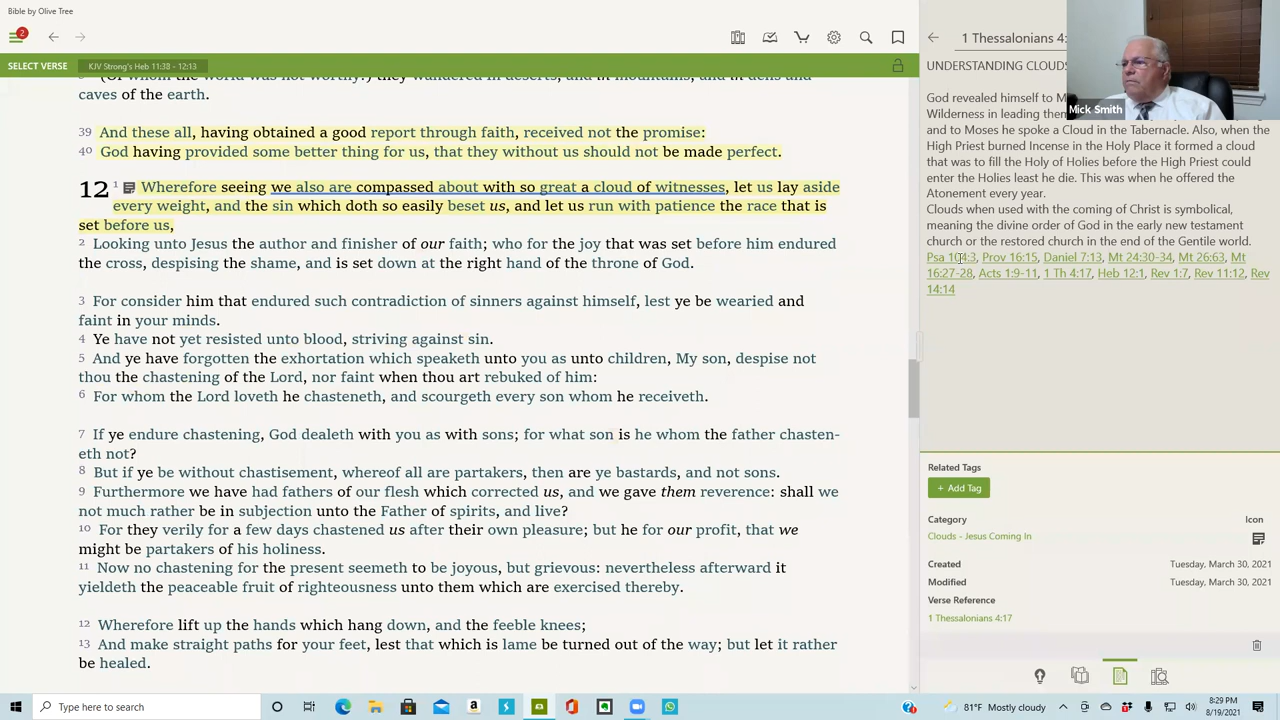 Bible by Olive Tree
2
SELECT VERSE
KJV Strong's Heb 11:38 - 12:13
(Of whom the world was not worthy:) they wandered in deserts, and in mountains, and in dens and
caves of the earth.
39 And these all, having obtained a good report through faith, received not the promise:
40 God having provided some better thing for us, that they without us should not be made perfect.
12 1 Wherefore seeing we also are compassed about with so great a cloud of witnesses, let us lay aside
every weight, and the sin which doth so easily beset us, and let us run with patience the race that is
set before us,
2 Looking unto Jesus the author and finisher of our faith; who for the joy that was set before him endured
the cross, despising the shame, and is set down at the right hand of the throne of God.
3 For consider him that endured such contradiction of sinners against himself, lest ye be wearied and
faint in your minds.
4 Ye have not yet resisted unto blood, striving against sin.
5 And ye have forgotten the exhortation which speaketh unto you as unto children, My son, despise not
thou the chastening of the Lord, nor faint when thou art rebuked of him:
6 For whom the Lord loveth he chasteneth, and scourgeth every son whom he receiveth.
7 If ye endure chastening, God dealeth with you as with sons; for what son is he whom the father chasten-
eth not?
8 But if ye be without chastisement, whereof all are partakers, then are ye bastards, and not sons.
9 Furthermore we have had fathers of our flesh which corrected us, and we gave them reverence: shall we
not much rather be in subjection unto the Father of spirits, and live?
10 For they verily for a few days chastened us after their own pleasure; but he for our profit, that we
might be partakers of his holiness.
11 Now no chastening for the present seemeth to be joyous, but grievous: nevertheless afterward it
yieldeth the peaceable fruit of righteousness unto them which are exercised thereby.
12 Wherefore lift up the hands which hang down, and the feeble knees;
13 And make straight paths for your feet, lest that which is lame be turned out of the way; but let it rather
be healed.
1 Thessalonians 4:
UNDERSTANDING CLOUDS
God revealed himself to M
Wilderness in leading them
Mick Smith
and to Moses he spoke a Cloud in the Tabernacle. Also, when the
High Priest burned Incense in the Holy Place it formed a cloud
that was to fill the Holy of Holies before the High Priest could
enter the Holies least he die. This was when he offered the
Atonement every year.
Clouds when used with the coming of Christ is symbolical,
meaning the divine order of God in the early new testament
church or the restored church in the end of the Gentile world.
Psa 104:3, Prov 16:15, Daniel 7:13, Mt 24:30-34, Mt 26:63, Mt
16:27-28, Acts 1:9-11, 1 Th 4:17, Heb 12:1, Rev 1:7, Rev 11:12, Rev
14:14
Related Tags
+ Add Tag
Category Icon
Clouds - Jesus Coming In
Created Tuesday, March 30, 2021
Modified Tuesday, March 30, 2021
Verse Reference
1 Thessalonians 4:17
Type here to search
81°F Mostly cloudy
8:29 PM
8/19/2021